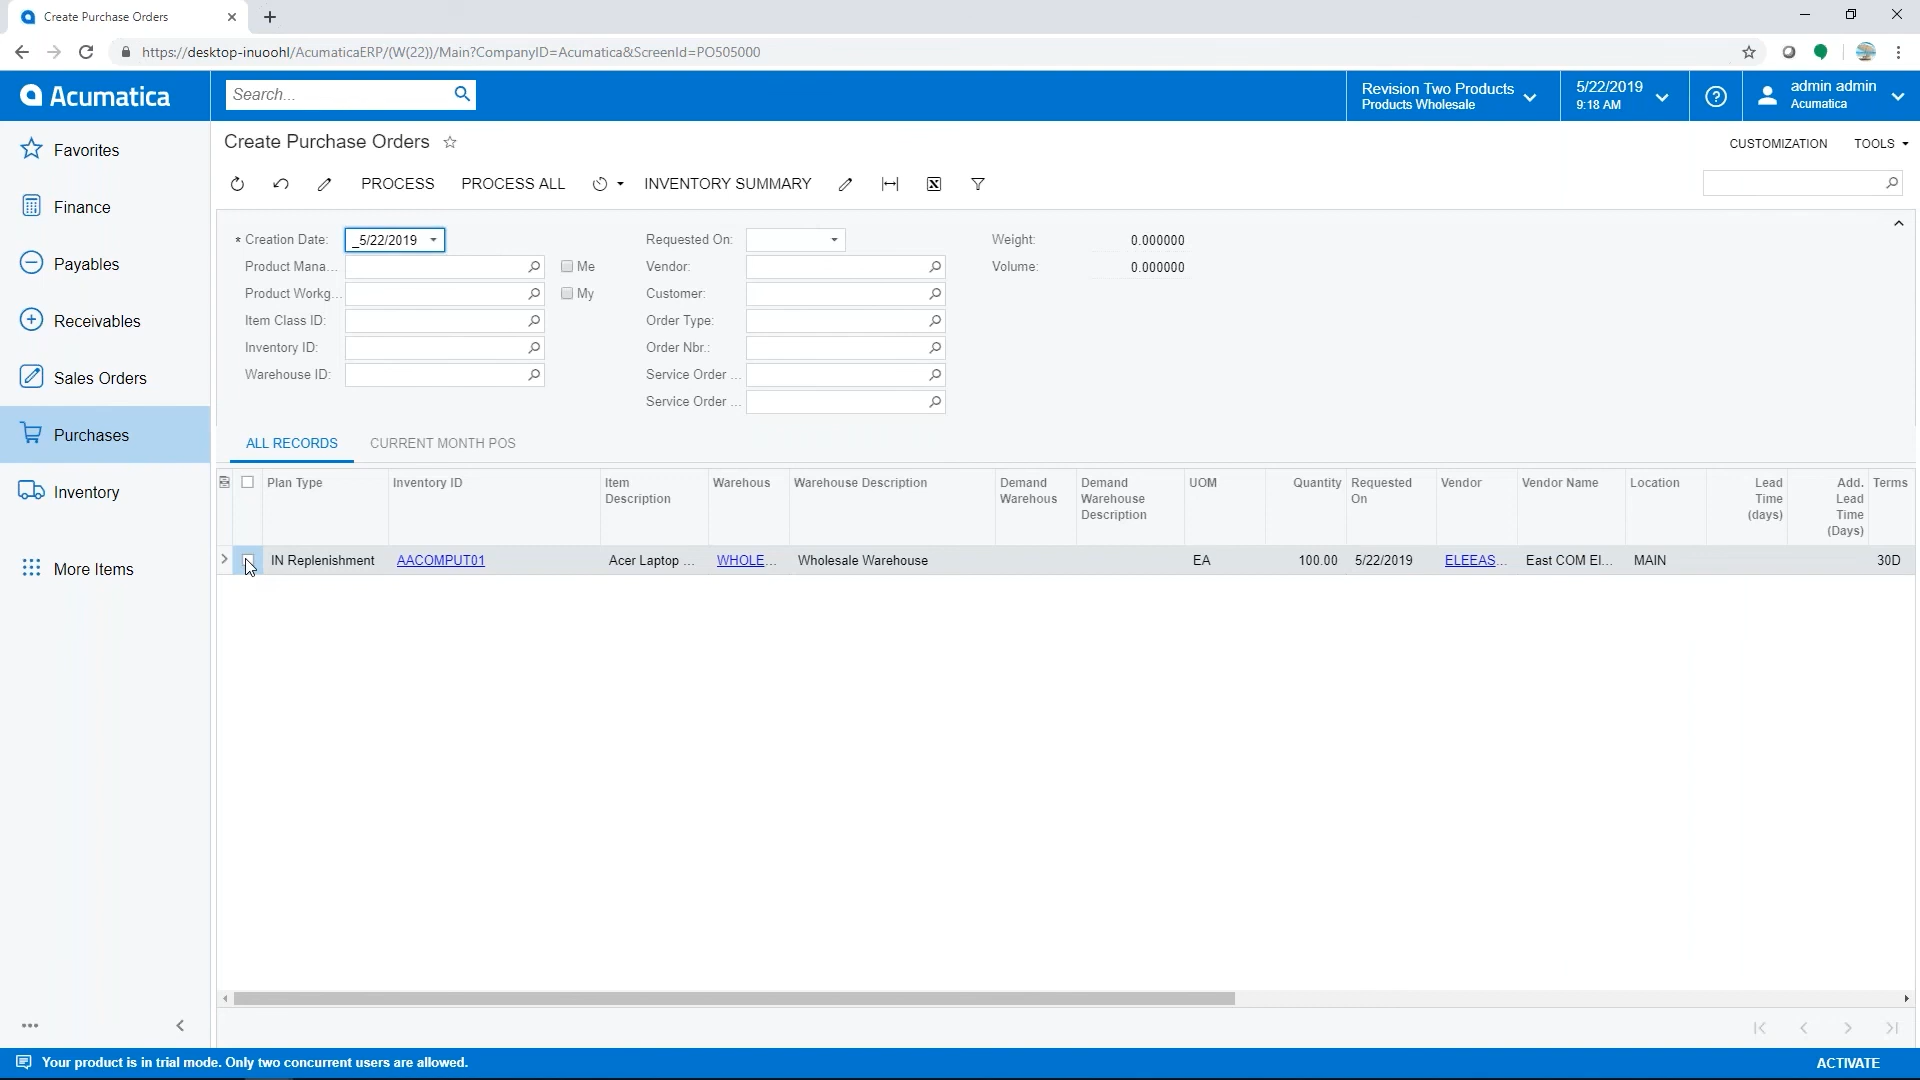 Create Purchase Orders
https://desktop-inuoohl/AcumaticaERP/(W(22))/Main?CompanyID=Acumatica&ScreenId=PO505000
Acumatica
Search...
Revision Two Products
Products Wholesale
5/22/2019
9:18 AM
admin admin
Acumatica
Favorites
Finance
Payables
Receivables
Sales Orders
Purchases
Inventory
More Items
Create Purchase Orders
CUSTOMIZATION
TOOLS
PROCESS
PROCESS ALL
INVENTORY SUMMARY
* Creation Date: _5/22/2019
Product Mana...
Me
Product Workg...
My
Item Class ID:
Inventory ID:
Warehouse ID:
Requested On:
Vendor:
Customer:
Order Type:
Order Nbr.:
Service Order ...
Service Order ...
Weight: 0.000000
Volume: 0.000000
ALL RECORDS
CURRENT MONTH POS
Plan Type
Inventory ID
Item
Description
Warehous
Warehouse Description
Demand
Warehous
Demand
Warehouse
Description
UOM
Quantity
Requested
On
Vendor
Vendor Name
Location
Lead
Time
(days)
Add.
Lead
Time
(Days)
Terms
IN Replenishment AACOMPUT01 Acer Laptop ... WHOLE... Wholesale Warehouse EA 100.00 5/22/2019 ELEEAS... East COM El... MAIN 30D
Your product is in trial mode. Only two concurrent users are allowed.
ACTIVATE